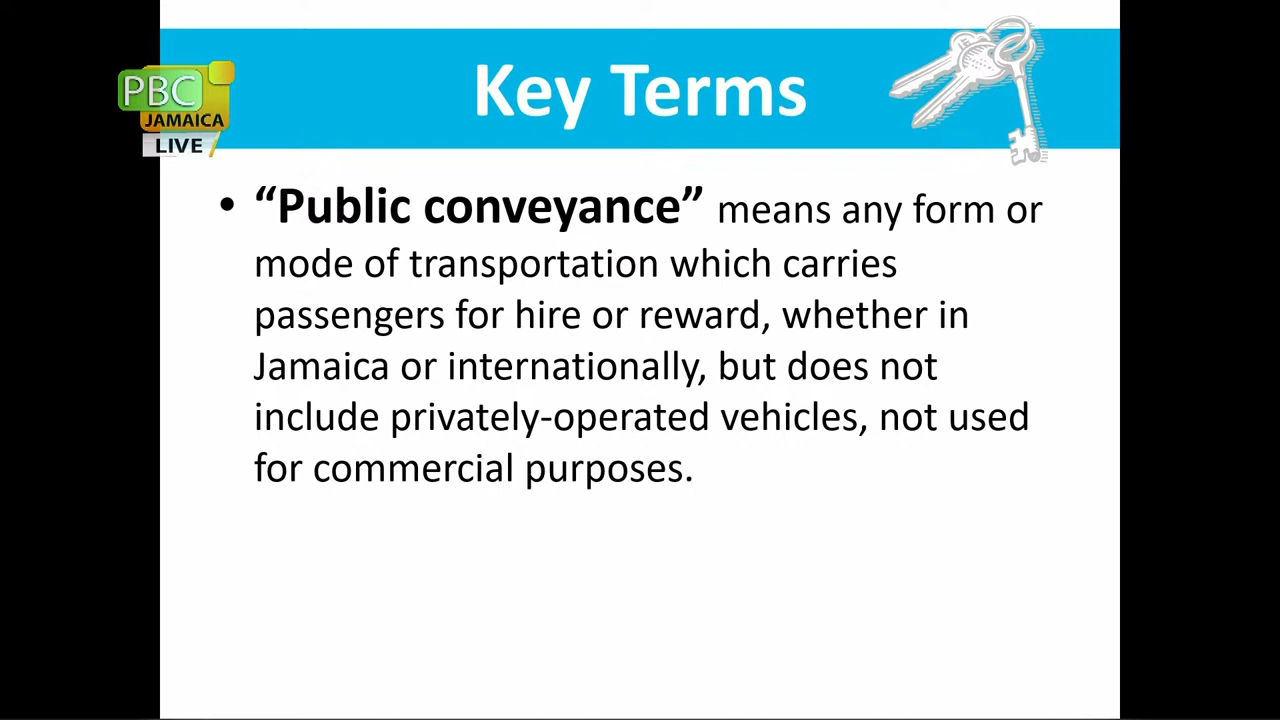 Key Terms
PBC
JAMAICA
LIVE
• “Public conveyance” means any form or
mode of transportation which carries
passengers for hire or reward, whether in
Jamaica or internationally, but does not
include privately-operated vehicles, not used
for commercial purposes.